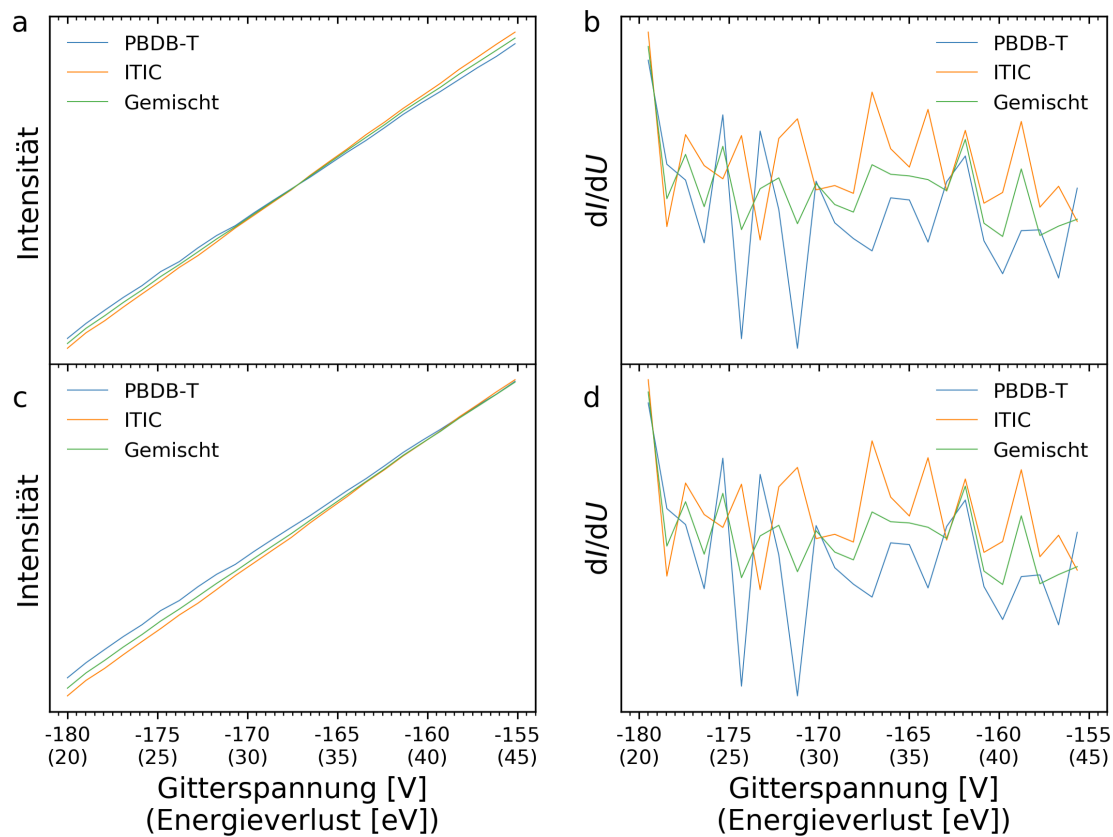 a
PBDB-T
ITIC
Gemischt
Intensität
b
PBDB-T
ITIC
Gemischt
dI/dU
c
PBDB-T
ITIC
Gemischt
Intensität
-180 -175 -170 -165 -160 -155
(20) (25) (30) (35) (40) (45)
Gitterspannung [V]
(Energieverlust [eV])
d
PBDB-T
ITIC
Gemischt
dI/dU
-180 -175 -170 -165 -160 -155
(20) (25) (30) (35) (40) (45)
Gitterspannung [V]
(Energieverlust [eV])